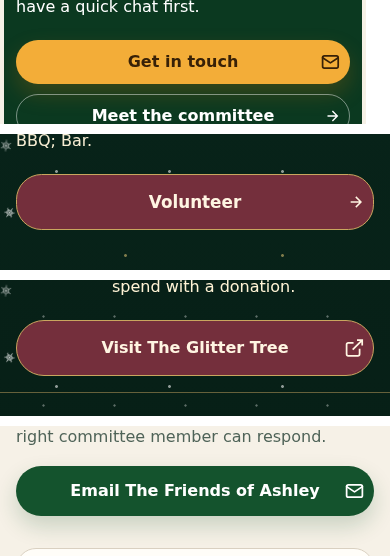 have a quick chat first.
Get in touch
Meet the committee
BBQ; Bar.
Volunteer
spend with a donation.
Visit The Glitter Tree
right committee member can respond.
Email The Friends of Ashley